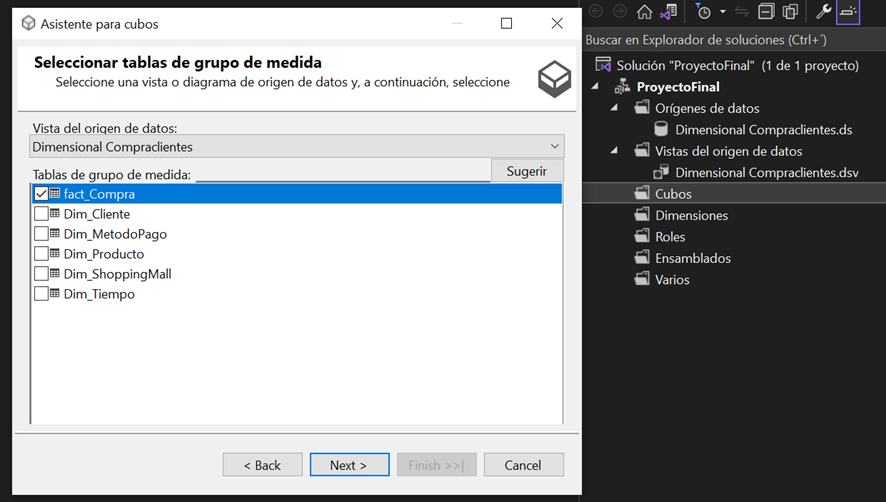 Asistente para cubos
Seleccionar tablas de grupo de medida
Seleccione una vista o diagrama de origen de datos y, a continuación, seleccione
Vista del origen de datos:
Dimensional Compraclientes
Tablas de grupo de medida:
Sugerir
fact_Compra
Dim_Cliente
Dim_MetodoPago
Dim_Producto
Dim_ShoppingMall
Dim_Tiempo
< Back
Next >
Finish >>|
Cancel
Buscar en Explorador de soluciones (Ctrl+´)
Solución "ProyectoFinal" (1 de 1 proyecto)
ProyectoFinal
Orígenes de datos
Dimensional Compraclientes.ds
Vistas del origen de datos
Dimensional Compraclientes.dsv
Cubos
Dimensiones
Roles
Ensamblados
Varios